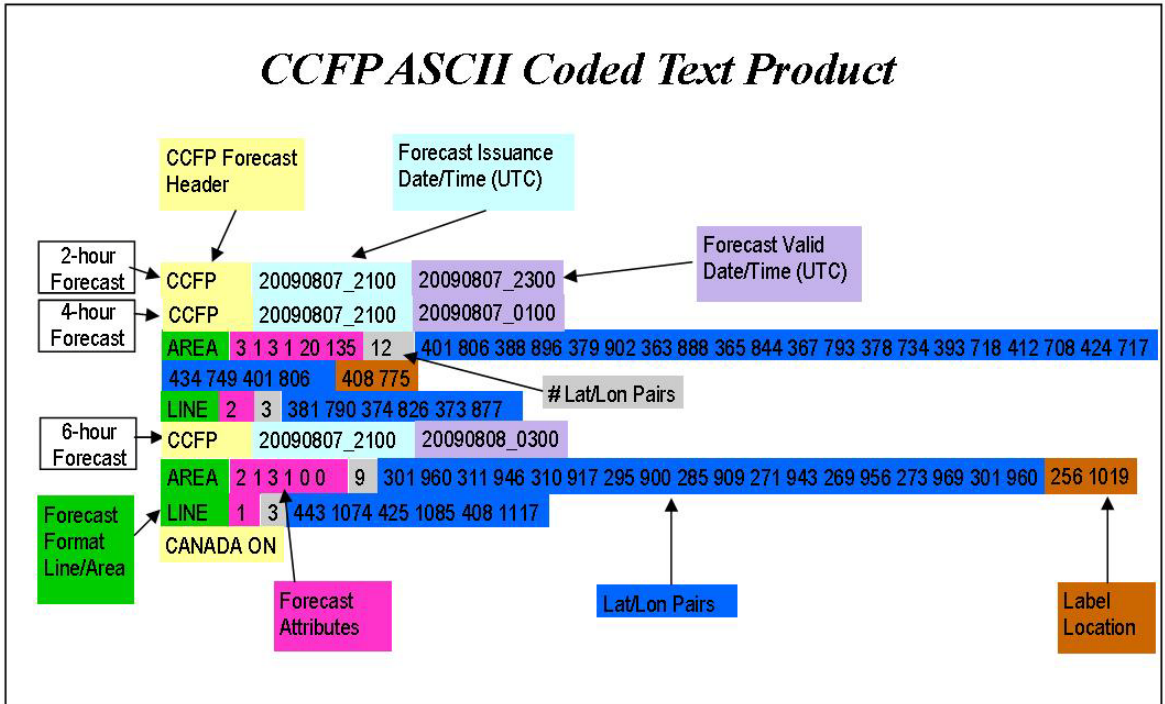 CCFP ASCII Coded Text Product
CCFP Forecast
Header
Forecast Issuance
Date/Time (UTC)
Forecast Valid
Date/Time (UTC)
2-hour
Forecast
CCFP 20090807_2100 20090807_2300
4-hour
Forecast
CCFP 20090807_2100 20090807_0100
AREA 3 1 3 1 20 135 12 401 806 388 896 379 902 363 888 365 844 367 793 378 734 393 718 412 708 424 717
434 749 401 806 408 775
# Lat/Lon Pairs
LINE 2 3 381 790 374 826 373 877
6-hour
Forecast
CCFP 20090807_2100 20090808_0300
AREA 2 1 3 1 0 0 9 301 960 311 946 310 917 295 900 285 909 271 943 269 956 273 969 301 960 256 1019
LINE 1 3 443 1074 425 1085 408 1117
CANADA ON
Forecast
Format
Line/Area
Forecast
Attributes
Lat/Lon Pairs
Label
Location